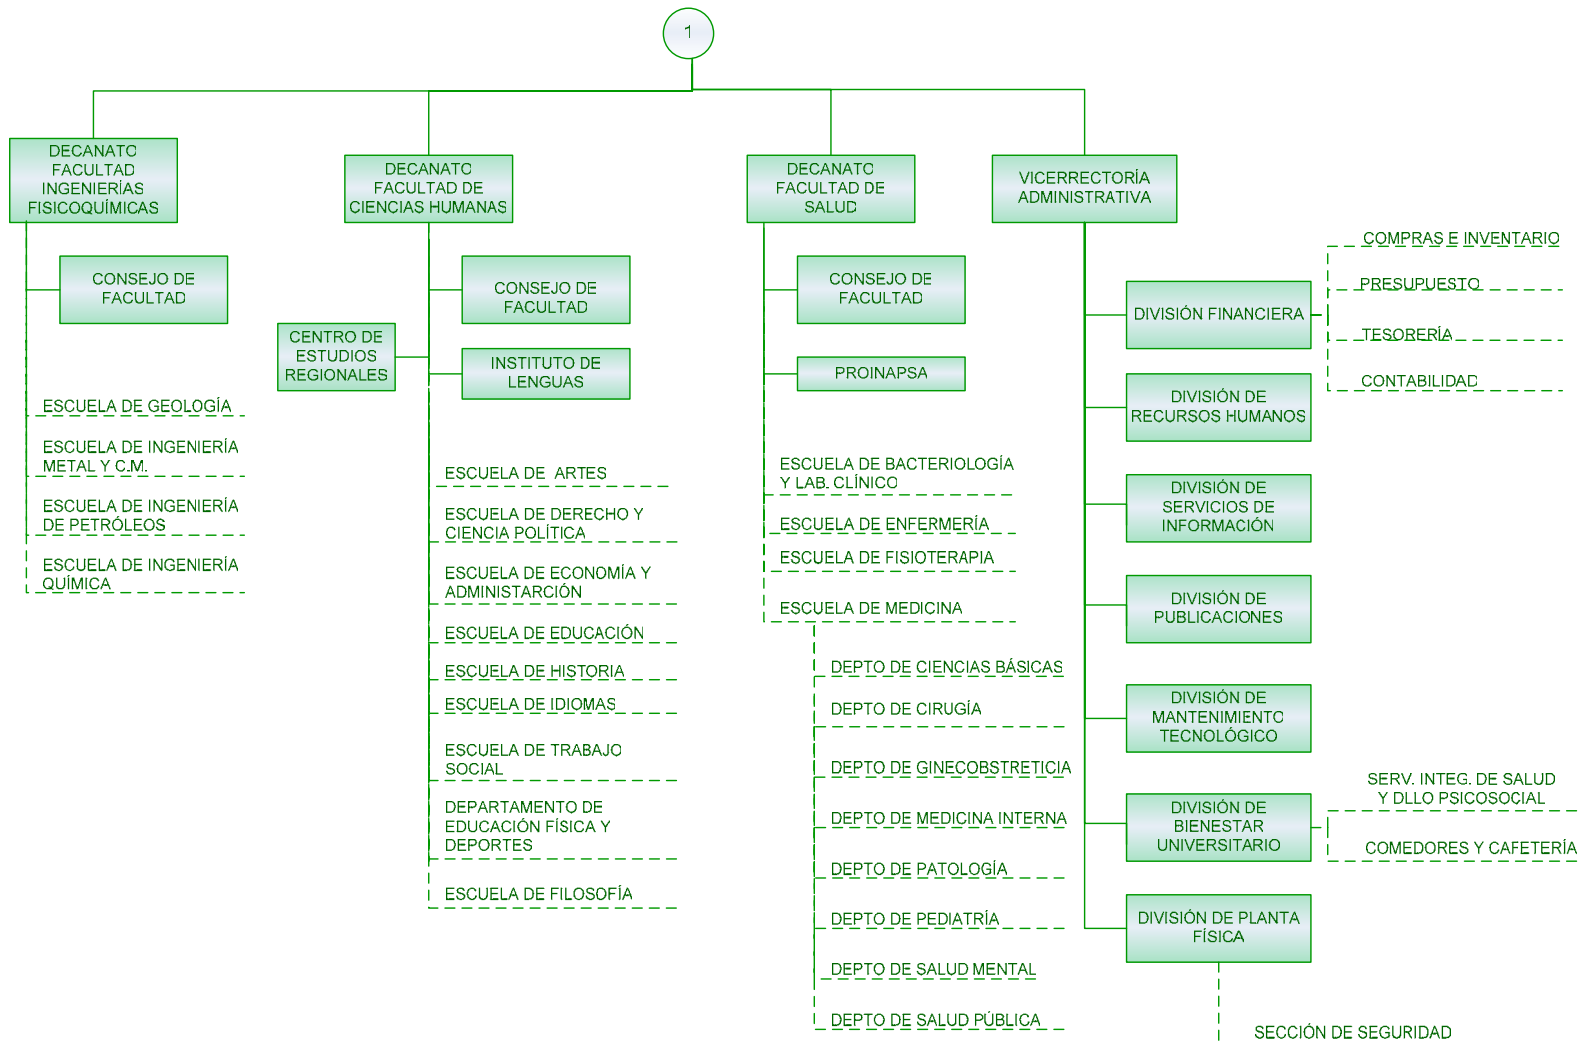 1
DECANATO
FACULTAD
INGENIERÍAS
FISICOQUÍMICAS
CONSEJO DE
FACULTAD
ESCUELA DE GEOLOGÍA
ESCUELA DE INGENIERÍA
METAL Y C.M.
ESCUELA DE INGENIERÍA
DE PETRÓLEOS
ESCUELA DE INGENIERÍA
QUÍMICA
DECANATO
FACULTAD DE
CIENCIAS HUMANAS
CONSEJO DE
FACULTAD
CENTRO DE
ESTUDIOS
REGIONALES
INSTITUTO DE
LENGUAS
ESCUELA DE ARTES
ESCUELA DE DERECHO Y
CIENCIA POLÍTICA
ESCUELA DE ECONOMÍA Y
ADMINISTARCIÓN
ESCUELA DE EDUCACIÓN
ESCUELA DE HISTORIA
ESCUELA DE IDIOMAS
ESCUELA DE TRABAJO
SOCIAL
DEPARTAMENTO DE
EDUCACIÓN FÍSICA Y
DEPORTES
ESCUELA DE FILOSOFÍA
DECANATO
FACULTAD DE
SALUD
CONSEJO DE
FACULTAD
PROINAPSA
ESCUELA DE BACTERIOLOGÍA
Y LAB. CLÍNICO
ESCUELA DE ENFERMERÍA
ESCUELA DE FISIOTERAPIA
ESCUELA DE MEDICINA
DEPTO DE CIENCIAS BÁSICAS
DEPTO DE CIRUGÍA
DEPTO DE GINECOBSTRETICIA
DEPTO DE MEDICINA INTERNA
DEPTO DE PATOLOGÍA
DEPTO DE PEDIATRÍA
DEPTO DE SALUD MENTAL
DEPTO DE SALUD PÚBLICA
VICERRECTORÍA
ADMINISTRATIVA
DIVISIÓN FINANCIERA
COMPRAS E INVENTARIO
PRESUPUESTO
TESORERÍA
CONTABILIDAD
DIVISIÓN DE
RECURSOS HUMANOS
DIVISIÓN DE
SERVICIOS DE
INFORMACIÓN
DIVISIÓN DE
PUBLICACIONES
DIVISIÓN DE
MANTENIMIENTO
TECNOLÓGICO
DIVISIÓN DE
BIENESTAR
UNIVERSITARIO
SERV. INTEG. DE SALUD
Y DLLO PSICOSOCIAL
COMEDORES Y CAFETERÍA
DIVISIÓN DE PLANTA
FÍSICA
SECCIÓN DE SEGURIDAD